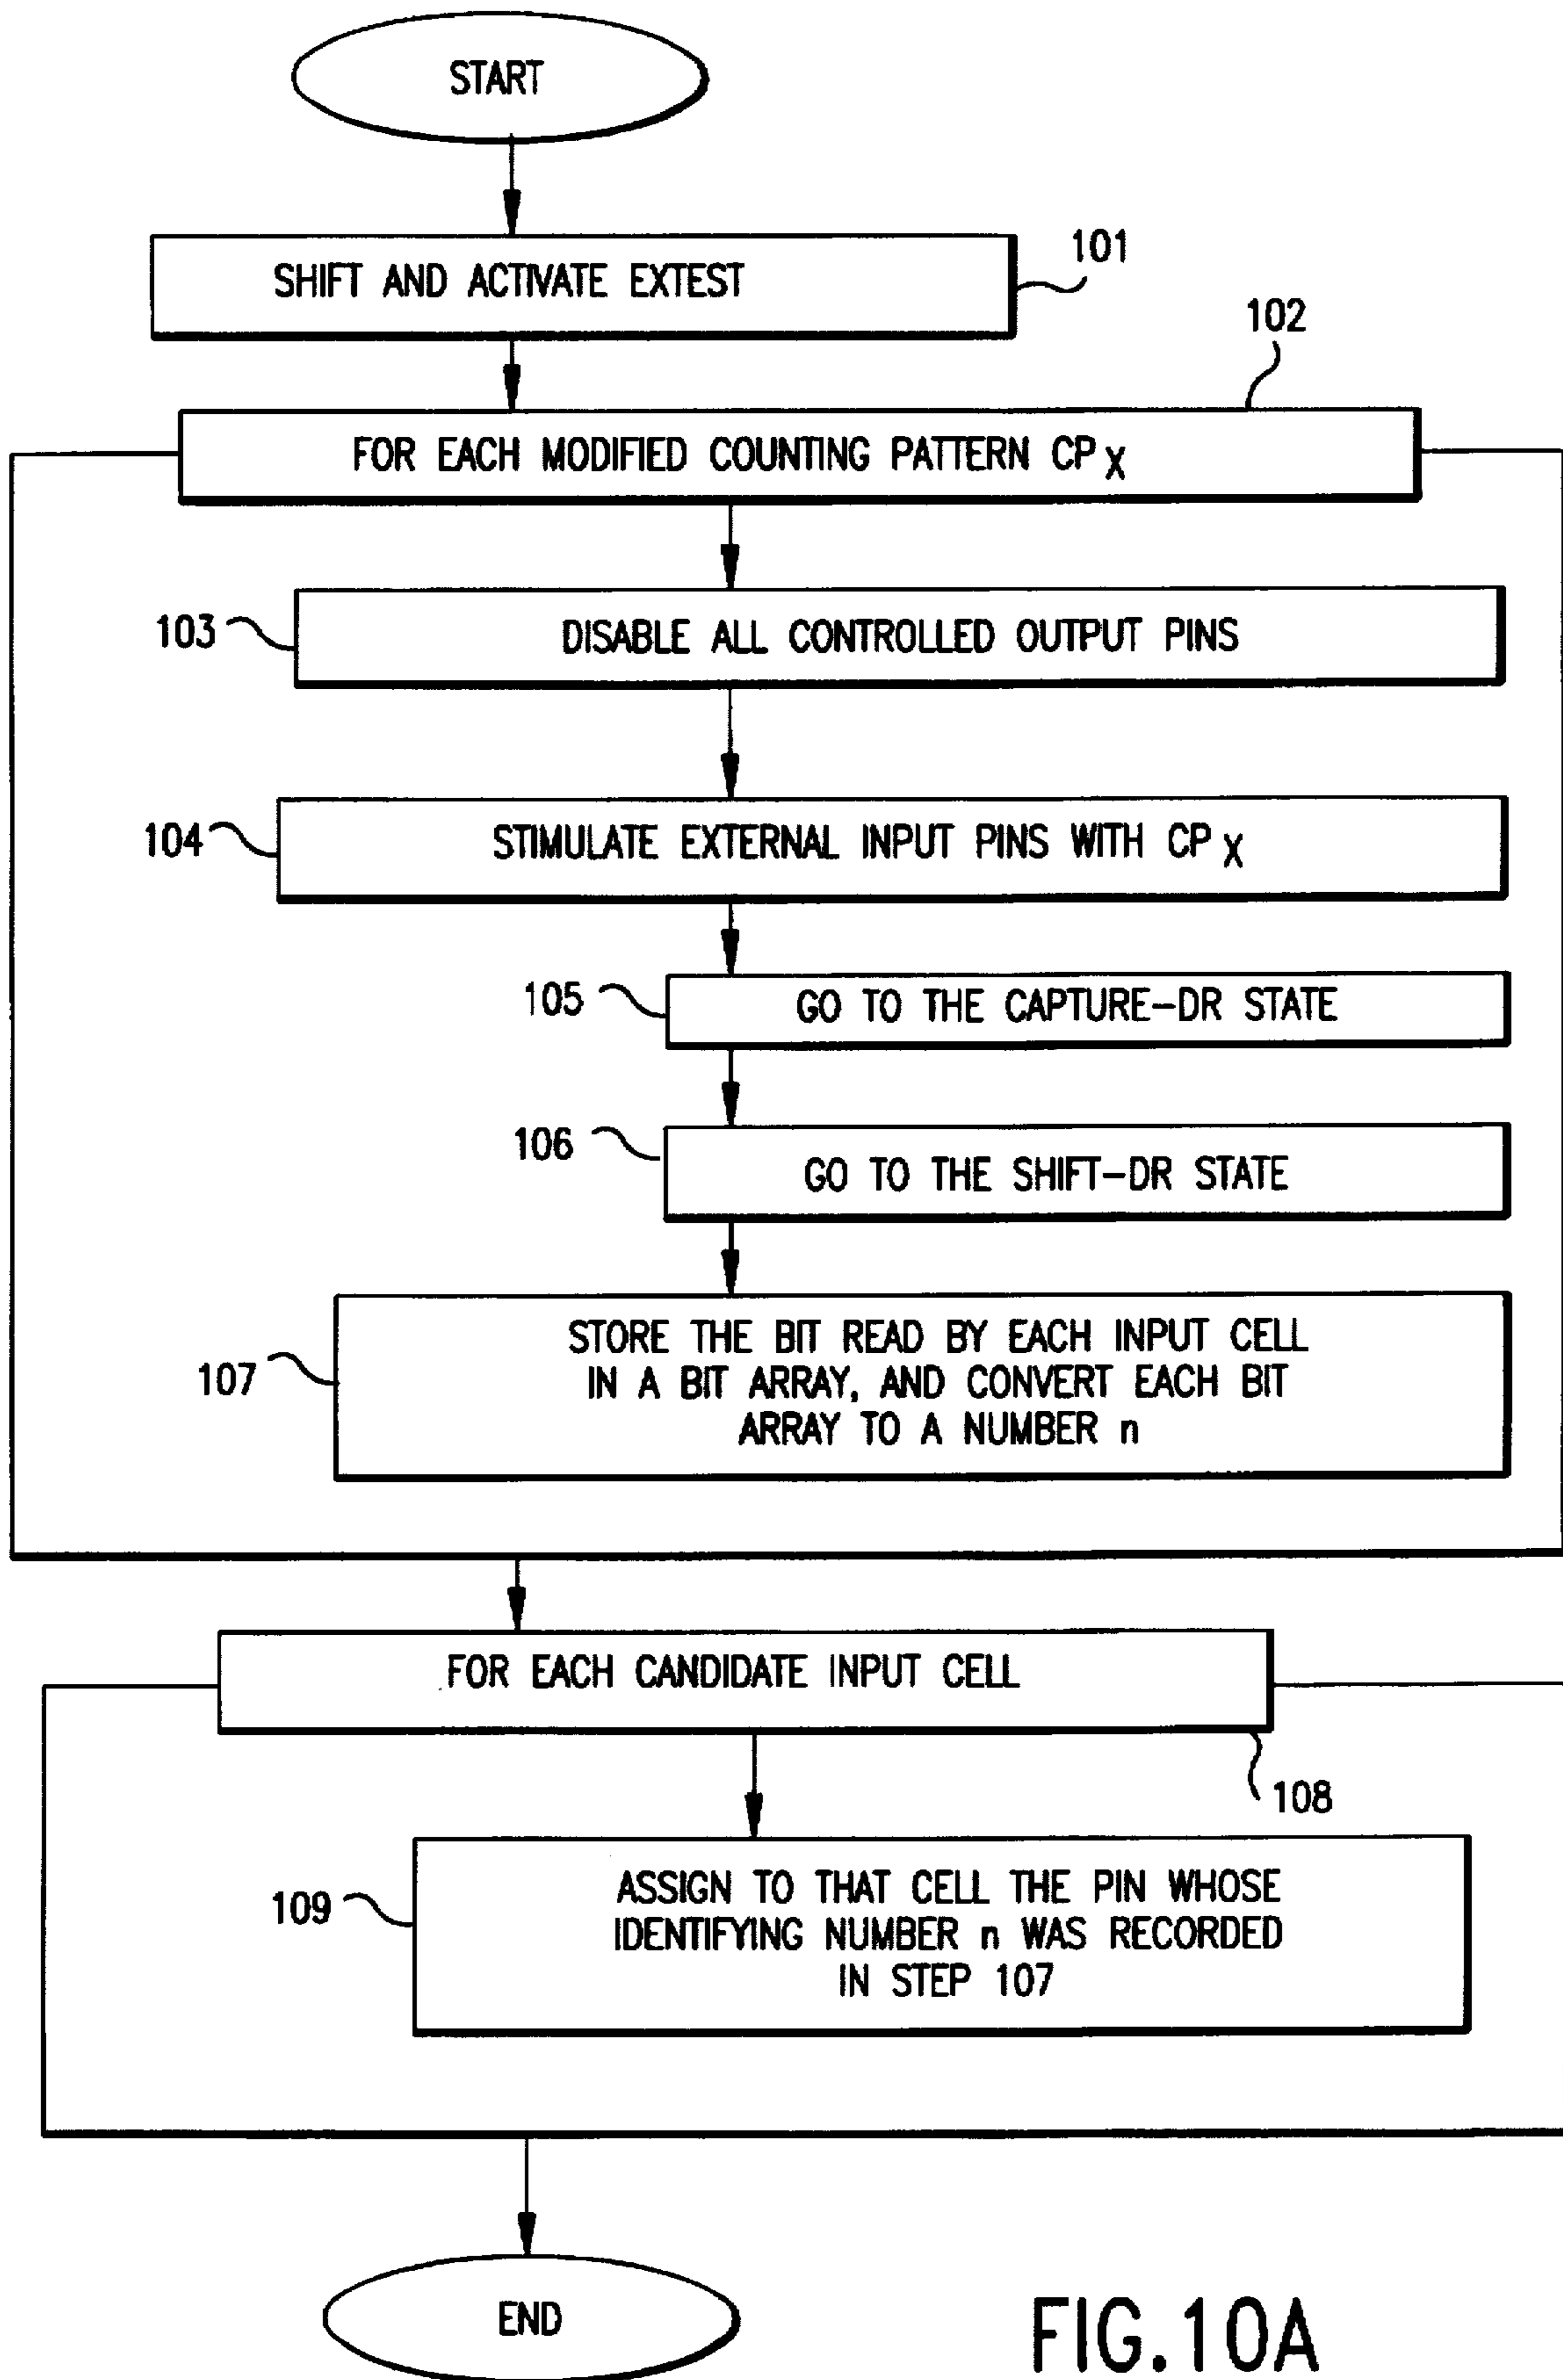 START
SHIFT AND ACTIVATE EXTEST
101
102
FOR EACH MODIFIED COUNTING PATTERN CP X
103
DISABLE ALL CONTROLLED OUTPUT PINS
104
STIMULATE EXTERNAL INPUT PINS WITH CP X
105
GO TO THE CAPTURE-DR STATE
106
GO TO THE SHIFT-DR STATE
107
STORE THE BIT READ BY EACH INPUT CELL
IN A BIT ARRAY, AND CONVERT EACH BIT
ARRAY TO A NUMBER n
FOR EACH CANDIDATE INPUT CELL
108
109
ASSIGN TO THAT CELL THE PIN WHOSE
IDENTIFYING NUMBER n WAS RECORDED
IN STEP 107
END
FIG.10A